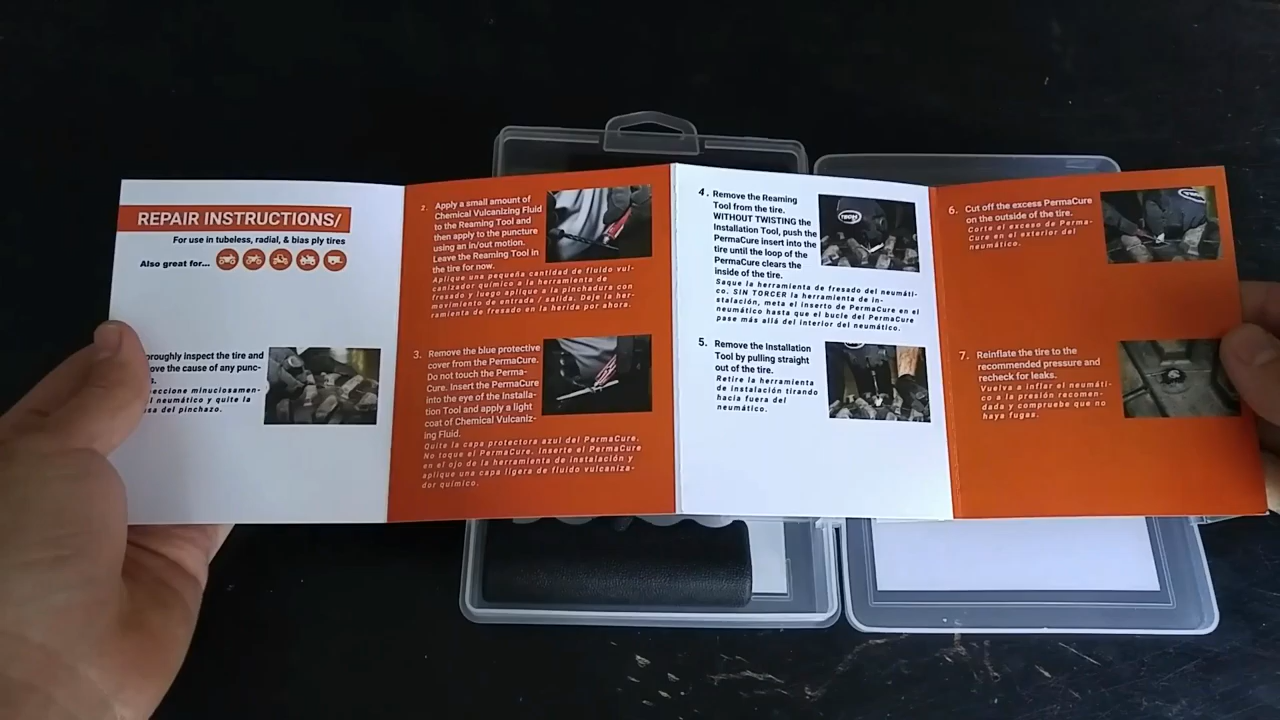 REPAIR INSTRUCTIONS/
For use in tubeless, radial, & bias ply tires
Also great for...
oroughly inspect the tire and
ove the cause of any punc-
s.
eccione minuciosamen-
l neumático y quite la
sa del pinchazo.
2. Apply a small amount of
Chemical Vulcanizing Fluid
to the Reaming Tool and
then apply to the puncture
using an in/out motion.
Leave the Reaming Tool in
the tire for now.
Aplique una pequeña cantidad de fluido vul-
canizador químico a la herramienta de
fresado y luego aplique a la pinchadura con
movimiento de entrada / salida. Deje la her-
ramienta de fresado en la herida por ahora.
3. Remove the blue protective
cover from the PermaCure.
Do not touch the Perma-
Cure. Insert the PermaCure
into the eye of the Installa-
tion Tool and apply a light
coat of Chemical Vulcaniz-
ing Fluid.
Quite la capa protectora azul del PermaCure.
No toque el PermaCure. Inserte el PermaCure
en el ojo de la herramienta de instalación y
aplique una capa ligera de fluido vulcaniza-
dor químico.
4. Remove the Reaming
Tool from the tire.
WITHOUT TWISTING the
Installation Tool, push the
PermaCure insert into the
tire until the loop of the
PermaCure clears the
inside of the tire.
Saque la herramienta de fresado del neumáti-
co. SIN TORCER la herramienta de in-
stalación, meta el inserto de PermaCure en el
neumático hasta que el bucle del PermaCure
pase más allá del interior del neumático.
TECH
5. Remove the Installation
Tool by pulling straight
out of the tire.
Retire la herramienta
de instalación tirando
hacia fuera del
neumático.
6. Cut off the excess PermaCure
on the outside of the tire.
Corte el exceso de Perma-
Cure en el exterior del
neumático.
7. Reinflate the tire to the
recommended pressure and
recheck for leaks.
Vuelva a inflar el neumáti-
co a la presión recomen-
dada y compruebe que no
haya fugas.